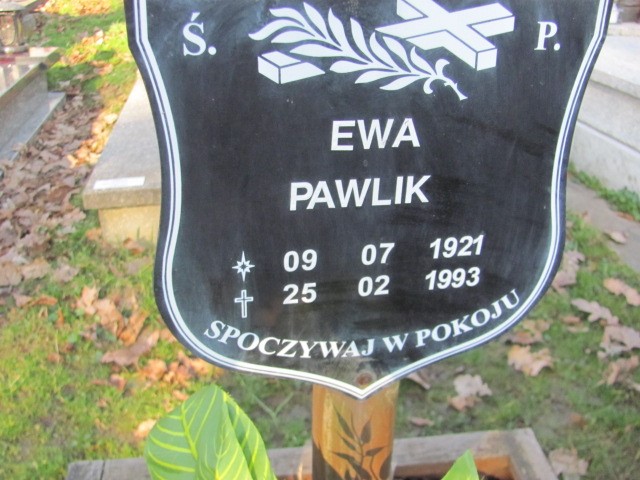 Ś. P.
EWA
PAWLIK
09 07 1921
25 02 1993
SPOCZYWAJ W POKOJU